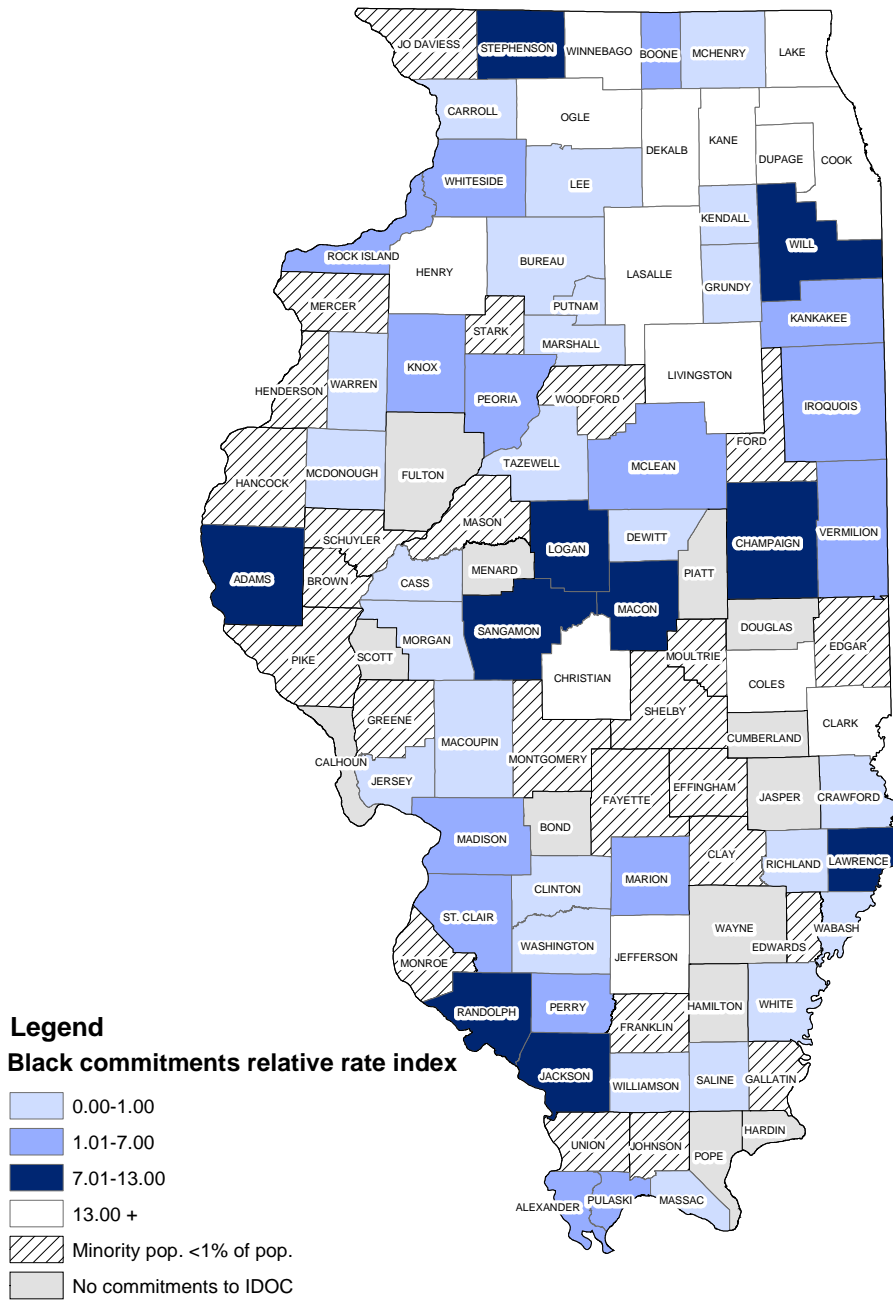 JO DAVIESS
STEPHENSON
WINNEBAGO
BOONE
MCHENRY
LAKE
CARROLL
OGLE
DEKALB
KANE
DUPAGE
COOK
WHITESIDE
LEE
KENDALL
WILL
ROCK ISLAND
HENRY
BUREAU
LASALLE
GRUNDY
MERCER
PUTNAM
KANKAKEE
STARK
MARSHALL
KNOX
WARREN
HENDERSON
PEORIA
WOODFORD
LIVINGSTON
IROQUOIS
FORD
MCDONOUGH
FULTON
TAZEWELL
MCLEAN
HANCOCK
MASON
VERMILION
SCHUYLER
LOGAN
DEWITT
CHAMPAIGN
ADAMS
BROWN
CASS
MENARD
PIATT
MACON
SANGAMON
DOUGLAS
MORGAN
SCOTT
PIKE
MOULTRIE
EDGAR
CHRISTIAN
COLES
SHELBY
GREENE
CLARK
MACOUPIN
MONTGOMERY
CUMBERLAND
CALHOUN
JERSEY
FAYETTE
EFFINGHAM
JASPER
CRAWFORD
MADISON
BOND
CLAY
RICHLAND
LAWRENCE
CLINTON
MARION
ST. CLAIR
WAYNE
WABASH
WASHINGTON
EDWARDS
MONROE
JEFFERSON
RANDOLPH
PERRY
HAMILTON
WHITE
FRANKLIN
JACKSON
WILLIAMSON
SALINE
GALLATIN
UNION
JOHNSON
POPE
HARDIN
ALEXANDER
PULASKI
MASSAC
Legend
Black commitments relative rate index
0.00-1.00
1.01-7.00
7.01-13.00
13.00 +
Minority pop. <1% of pop.
No commitments to IDOC